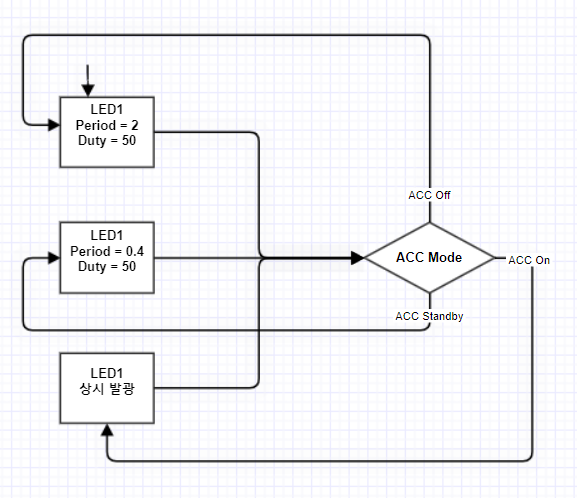 LED1
Period = 2
Duty = 50
ACC Off
LED1
Period = 0.4
Duty = 50
ACC Mode
ACC On
ACC Standby
LED1
상시 발광